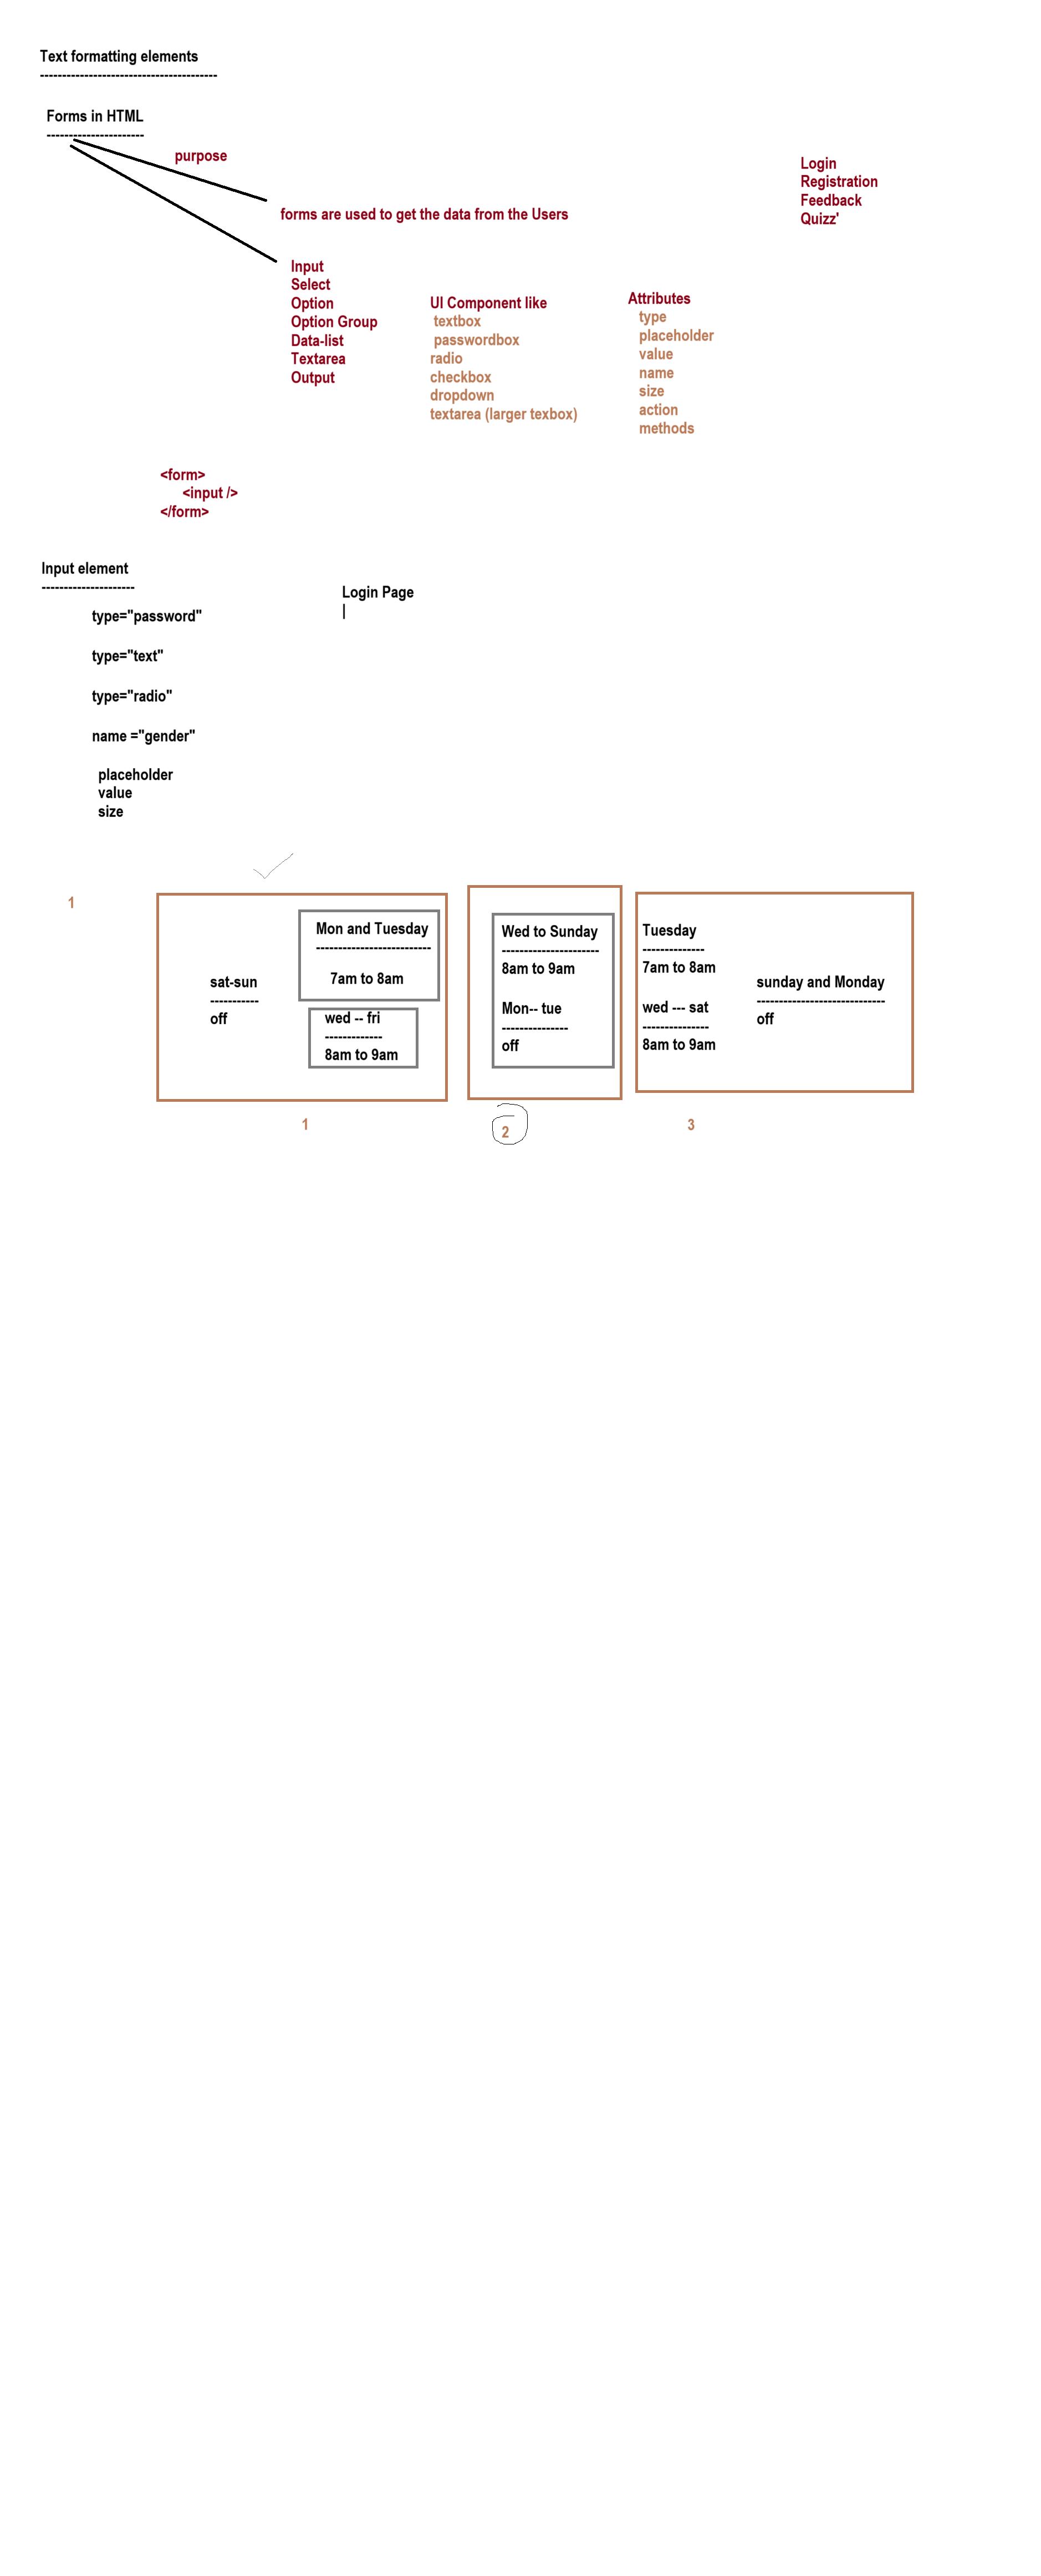 Text formatting elements
----------------------------------------
Forms in HTML
----------------------
purpose
forms are used to get the data from the Users
Login
Registration
Feedback
Quizz'
Input
Select
Option
Option Group
Data-list
Textarea
Output
UI Component like
textbox
passwordbox
radio
checkbox
dropdown
textarea (larger texbox)
Attributes
type
placeholder
value
name
size
action
methods
<form>
<input />
</form>
Input element
---------------------
type="password"
type="text"
type="radio"
name ="gender"
placeholder
value
size
Login Page
|
1
sat-sun
-----------
off
Mon and Tuesday
--------------------------
7am to 8am
wed -- fri
-------------
8am to 9am
1
Wed to Sunday
----------------------
8am to 9am
Mon-- tue
---------------
off
2
Tuesday
--------------
7am to 8am
wed --- sat
---------------
8am to 9am
sunday and Monday
-----------------------------
off
3